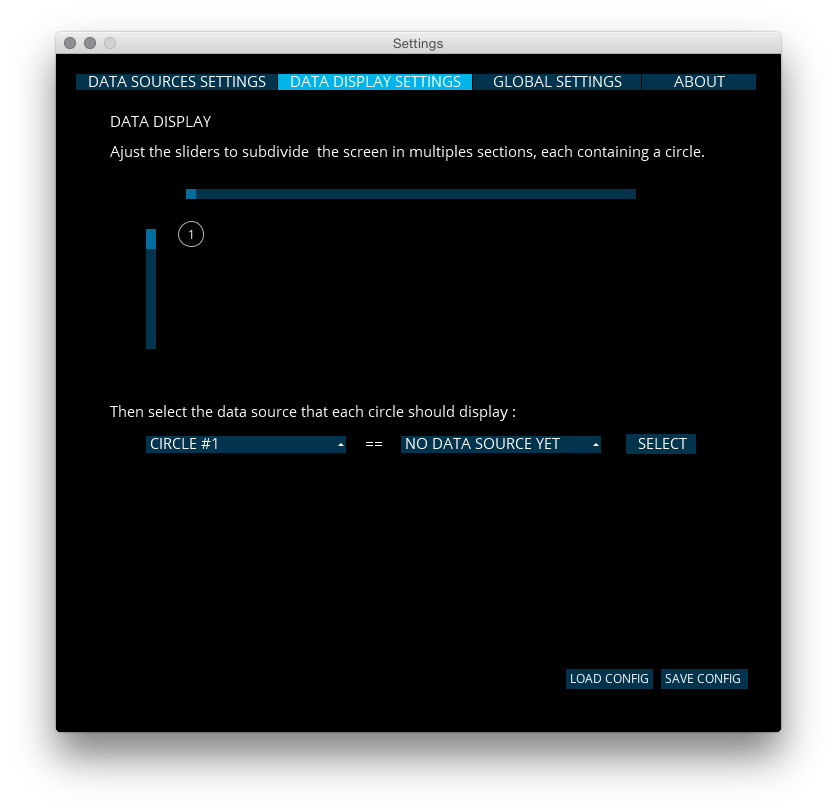 Settings
DATA SOURCES SETTINGS DATA DISPLAY SETTINGS GLOBAL SETTINGS ABOUT
DATA DISPLAY
Ajust the sliders to subdivide  the screen in multiples sections, each containing a circle.
1
Then select the data source that each circle should display :
CIRCLE #1 == NO DATA SOURCE YET SELECT
LOAD CONFIG SAVE CONFIG